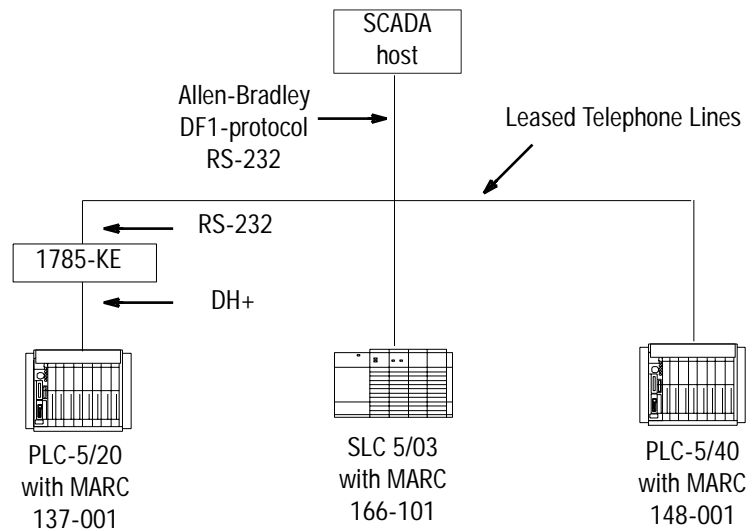 SCADA
host
Allen-Bradley
DF1-protocol
RS-232
Leased Telephone Lines
RS-232
1785-KE
DH+
PLC-5/20
with MARC
137-001
SLC 5/03
with MARC
166-101
PLC-5/40
with MARC
148-001